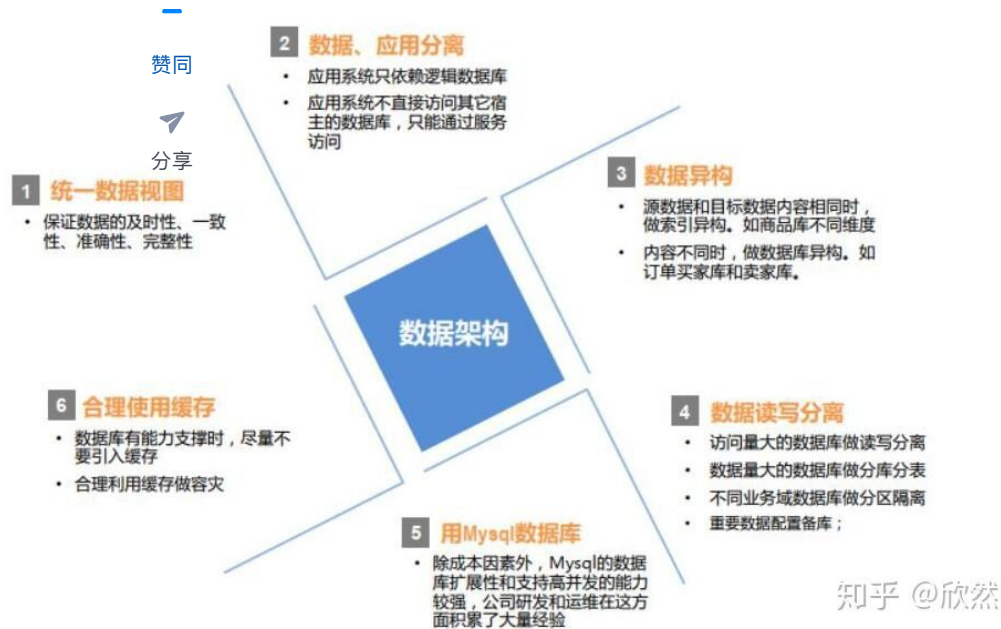 赞同
分享
1 统一数据视图
• 保证数据的及时性、一致
性、准确性、完整性
2 数据、应用分离
• 应用系统只依赖逻辑数据库
• 应用系统不直接访问其它宿
主的数据库，只能通过服务
访问
3 数据异构
• 源数据和目标数据内容相同时，
做索引异构。如商品库不同维度
• 内容不同时，做数据库异构。如
订单买家库和卖家库。
数据架构
4 数据读写分离
• 访问量大的数据库做读写分离
• 数据量大的数据库做分库分表
• 不同业务域数据库做分区隔离
• 重要数据配置备库；
5 用Mysql数据库
• 除成本因素外，Mysql的数据
库扩展性和支持高并发的能力
较强，公司研发和运维在这方
面积累了大量经验
6 合理使用缓存
• 数据库有能力支撑时，尽量不
要引入缓存
• 合理利用缓存做容灾
知乎 @欣然